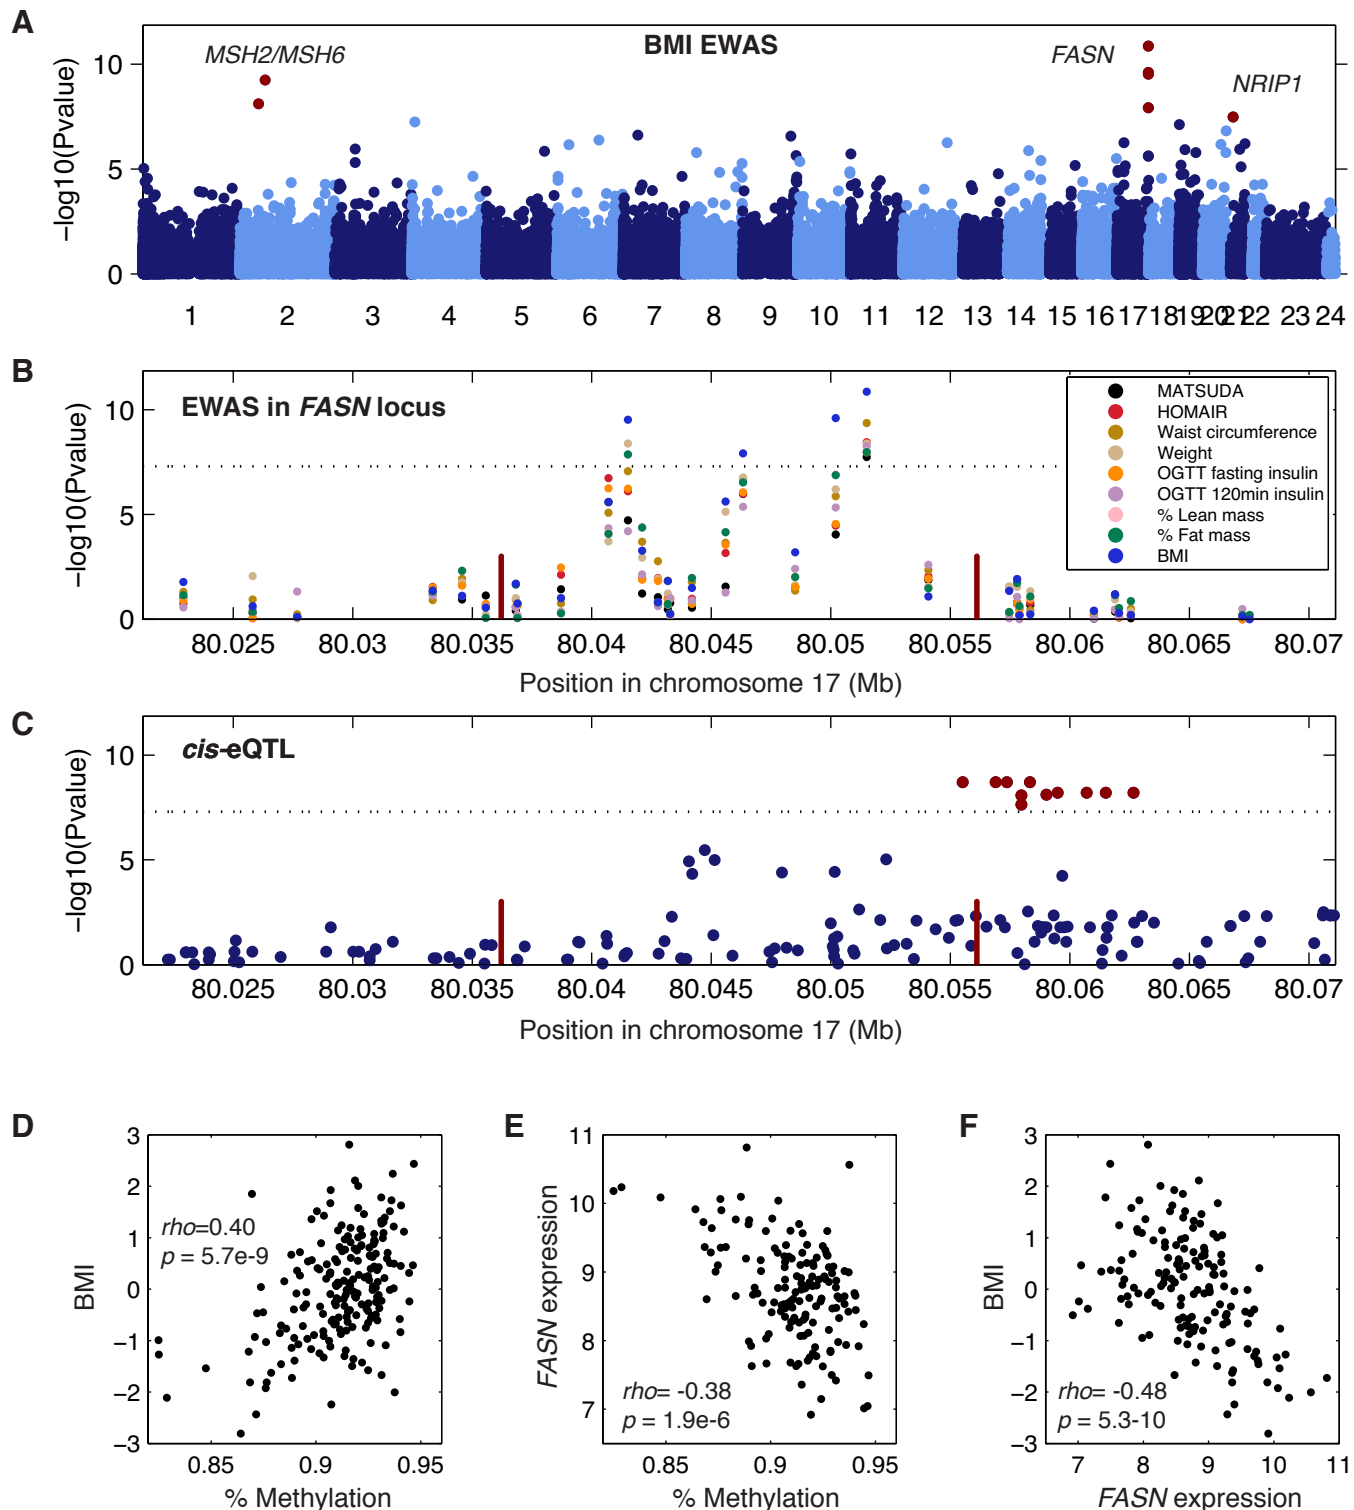 A
BMI EWAS
MSH2/MSH6
FASN
NRIP1
–log10(Pvalue)
10
5
0
1 2 3 4 5 6 7 8 9 10 11 12 13 14 15 16 17 18 19 20 21 22 23 24
B
EWAS in FASN locus
–log10(Pvalue)
10
5
0
MATSUDA
HOMAIR
Waist circumference
Weight
OGTT fasting insulin
OGTT 120min insulin
% Lean mass
% Fat mass
BMI
80.025 80.03 80.035 80.04 80.045 80.05 80.055 80.06 80.065 80.07
Position in chromosome 17 (Mb)
C
cis-eQTL
–log10(Pvalue)
10
5
0
80.025 80.03 80.035 80.04 80.045 80.05 80.055 80.06 80.065 80.07
Position in chromosome 17 (Mb)
D
BMI
3
2
1
0
−1
−2
−3
rho=0.40
p = 5.7e-9
0.85 0.9 0.95
% Methylation
E
FASN expression
11
10
9
8
7
rho= -0.38
p = 1.9e-6
0.85 0.9 0.95
% Methylation
F
BMI
3
2
1
0
−1
−2
−3
rho= -0.48
p = 5.3-10
7 8 9 10 11
FASN expression